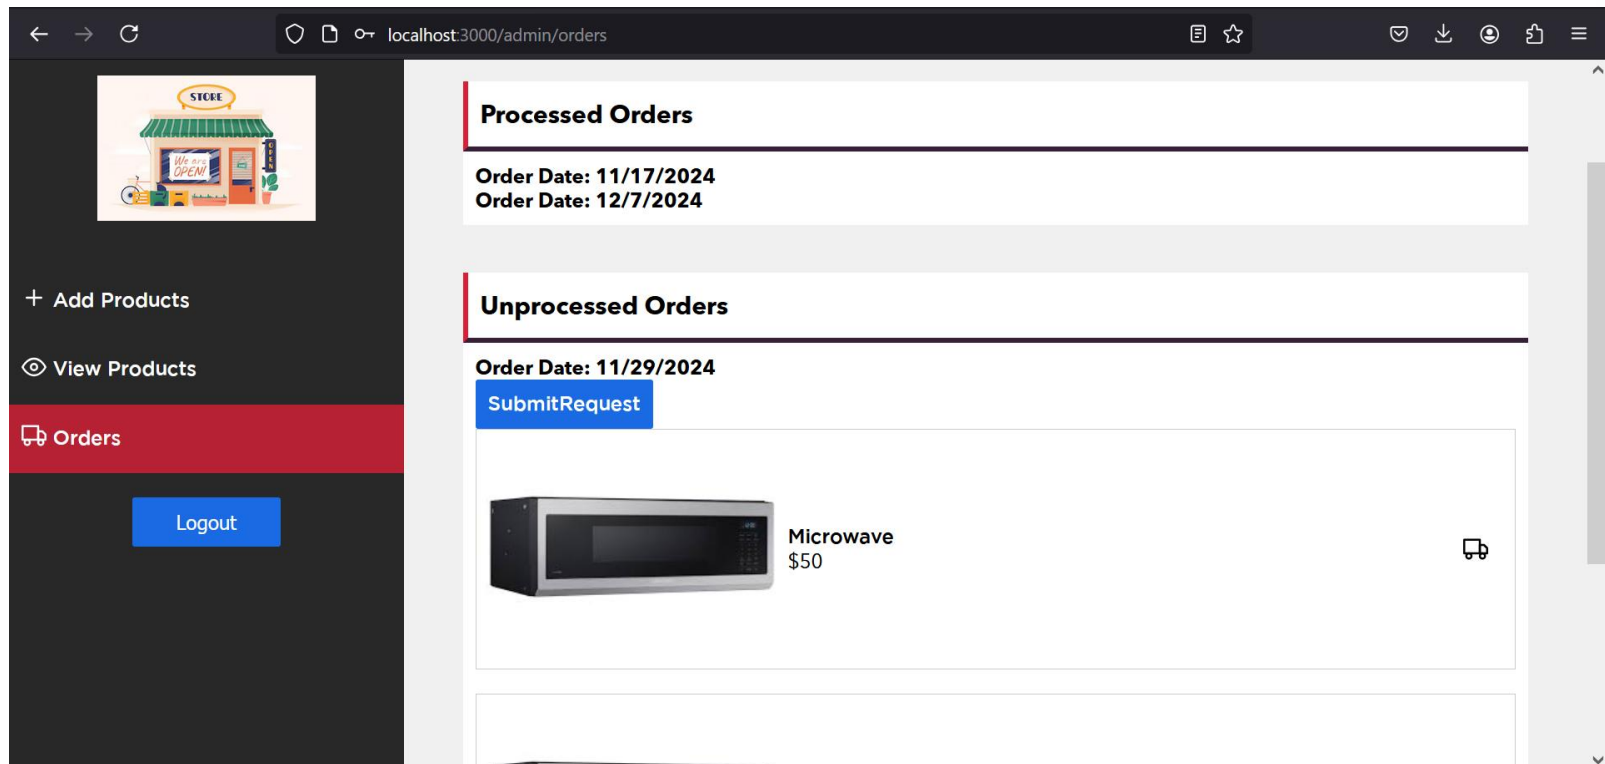 localhost:3000/admin/orders
STORE
We are
OPEN!
OPEN
+ Add Products
View Products
Orders
Logout
Processed Orders
Order Date: 11/17/2024
Order Date: 12/7/2024
Unprocessed Orders
Order Date: 11/29/2024
SubmitRequest
Microwave
$50